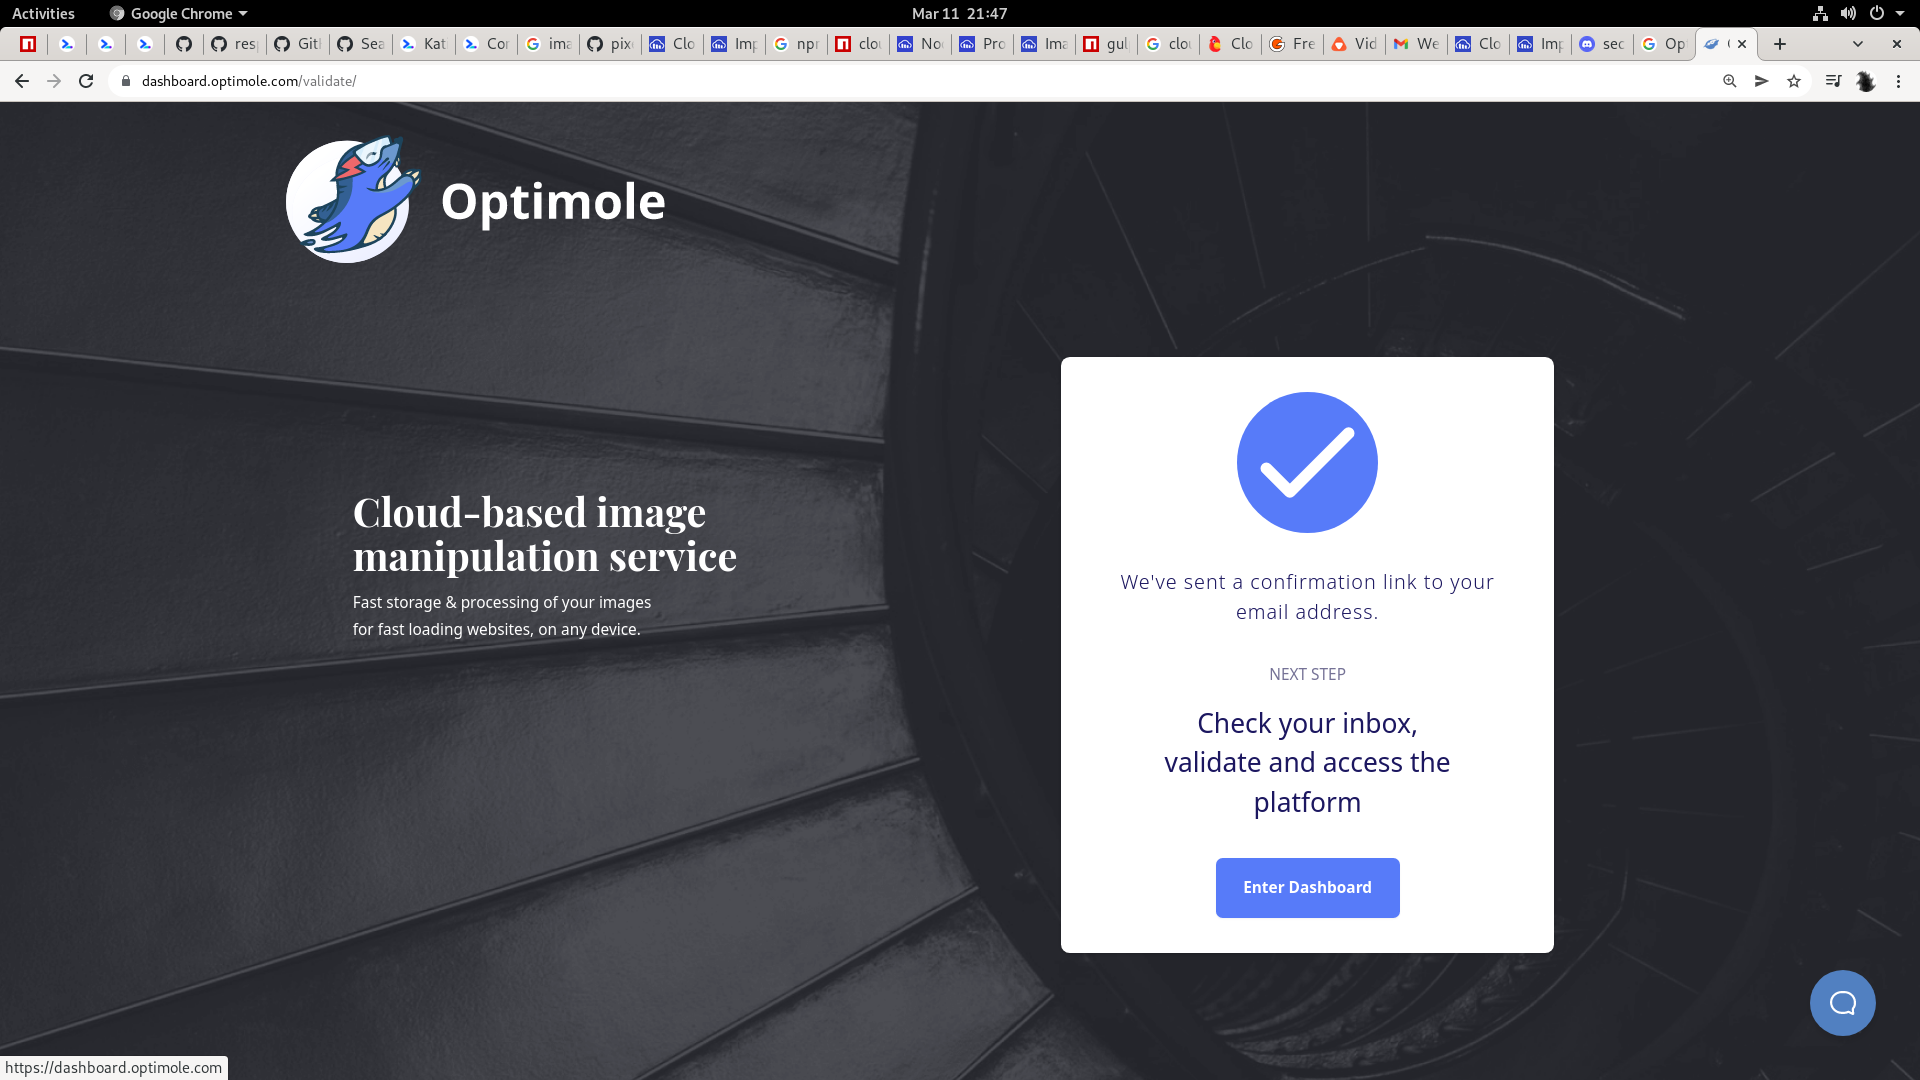 Activities
Google Chrome
Mar 11 21:47
res
Git
Sea
Kat
Cor
ima
pix
Clo
Imp
npr
clou
No
Pro
Ima
gul
clou
Clo
Fre
Vid
We
Clo
Imp
sec
Op
dashboard.optimole.com/validate/
Optimole
Cloud-based image
manipulation service
Fast storage & processing of your images
for fast loading websites, on any device.
We've sent a confirmation link to your
email address.
NEXT STEP
Check your inbox,
validate and access the
platform
Enter Dashboard
https://dashboard.optimole.com